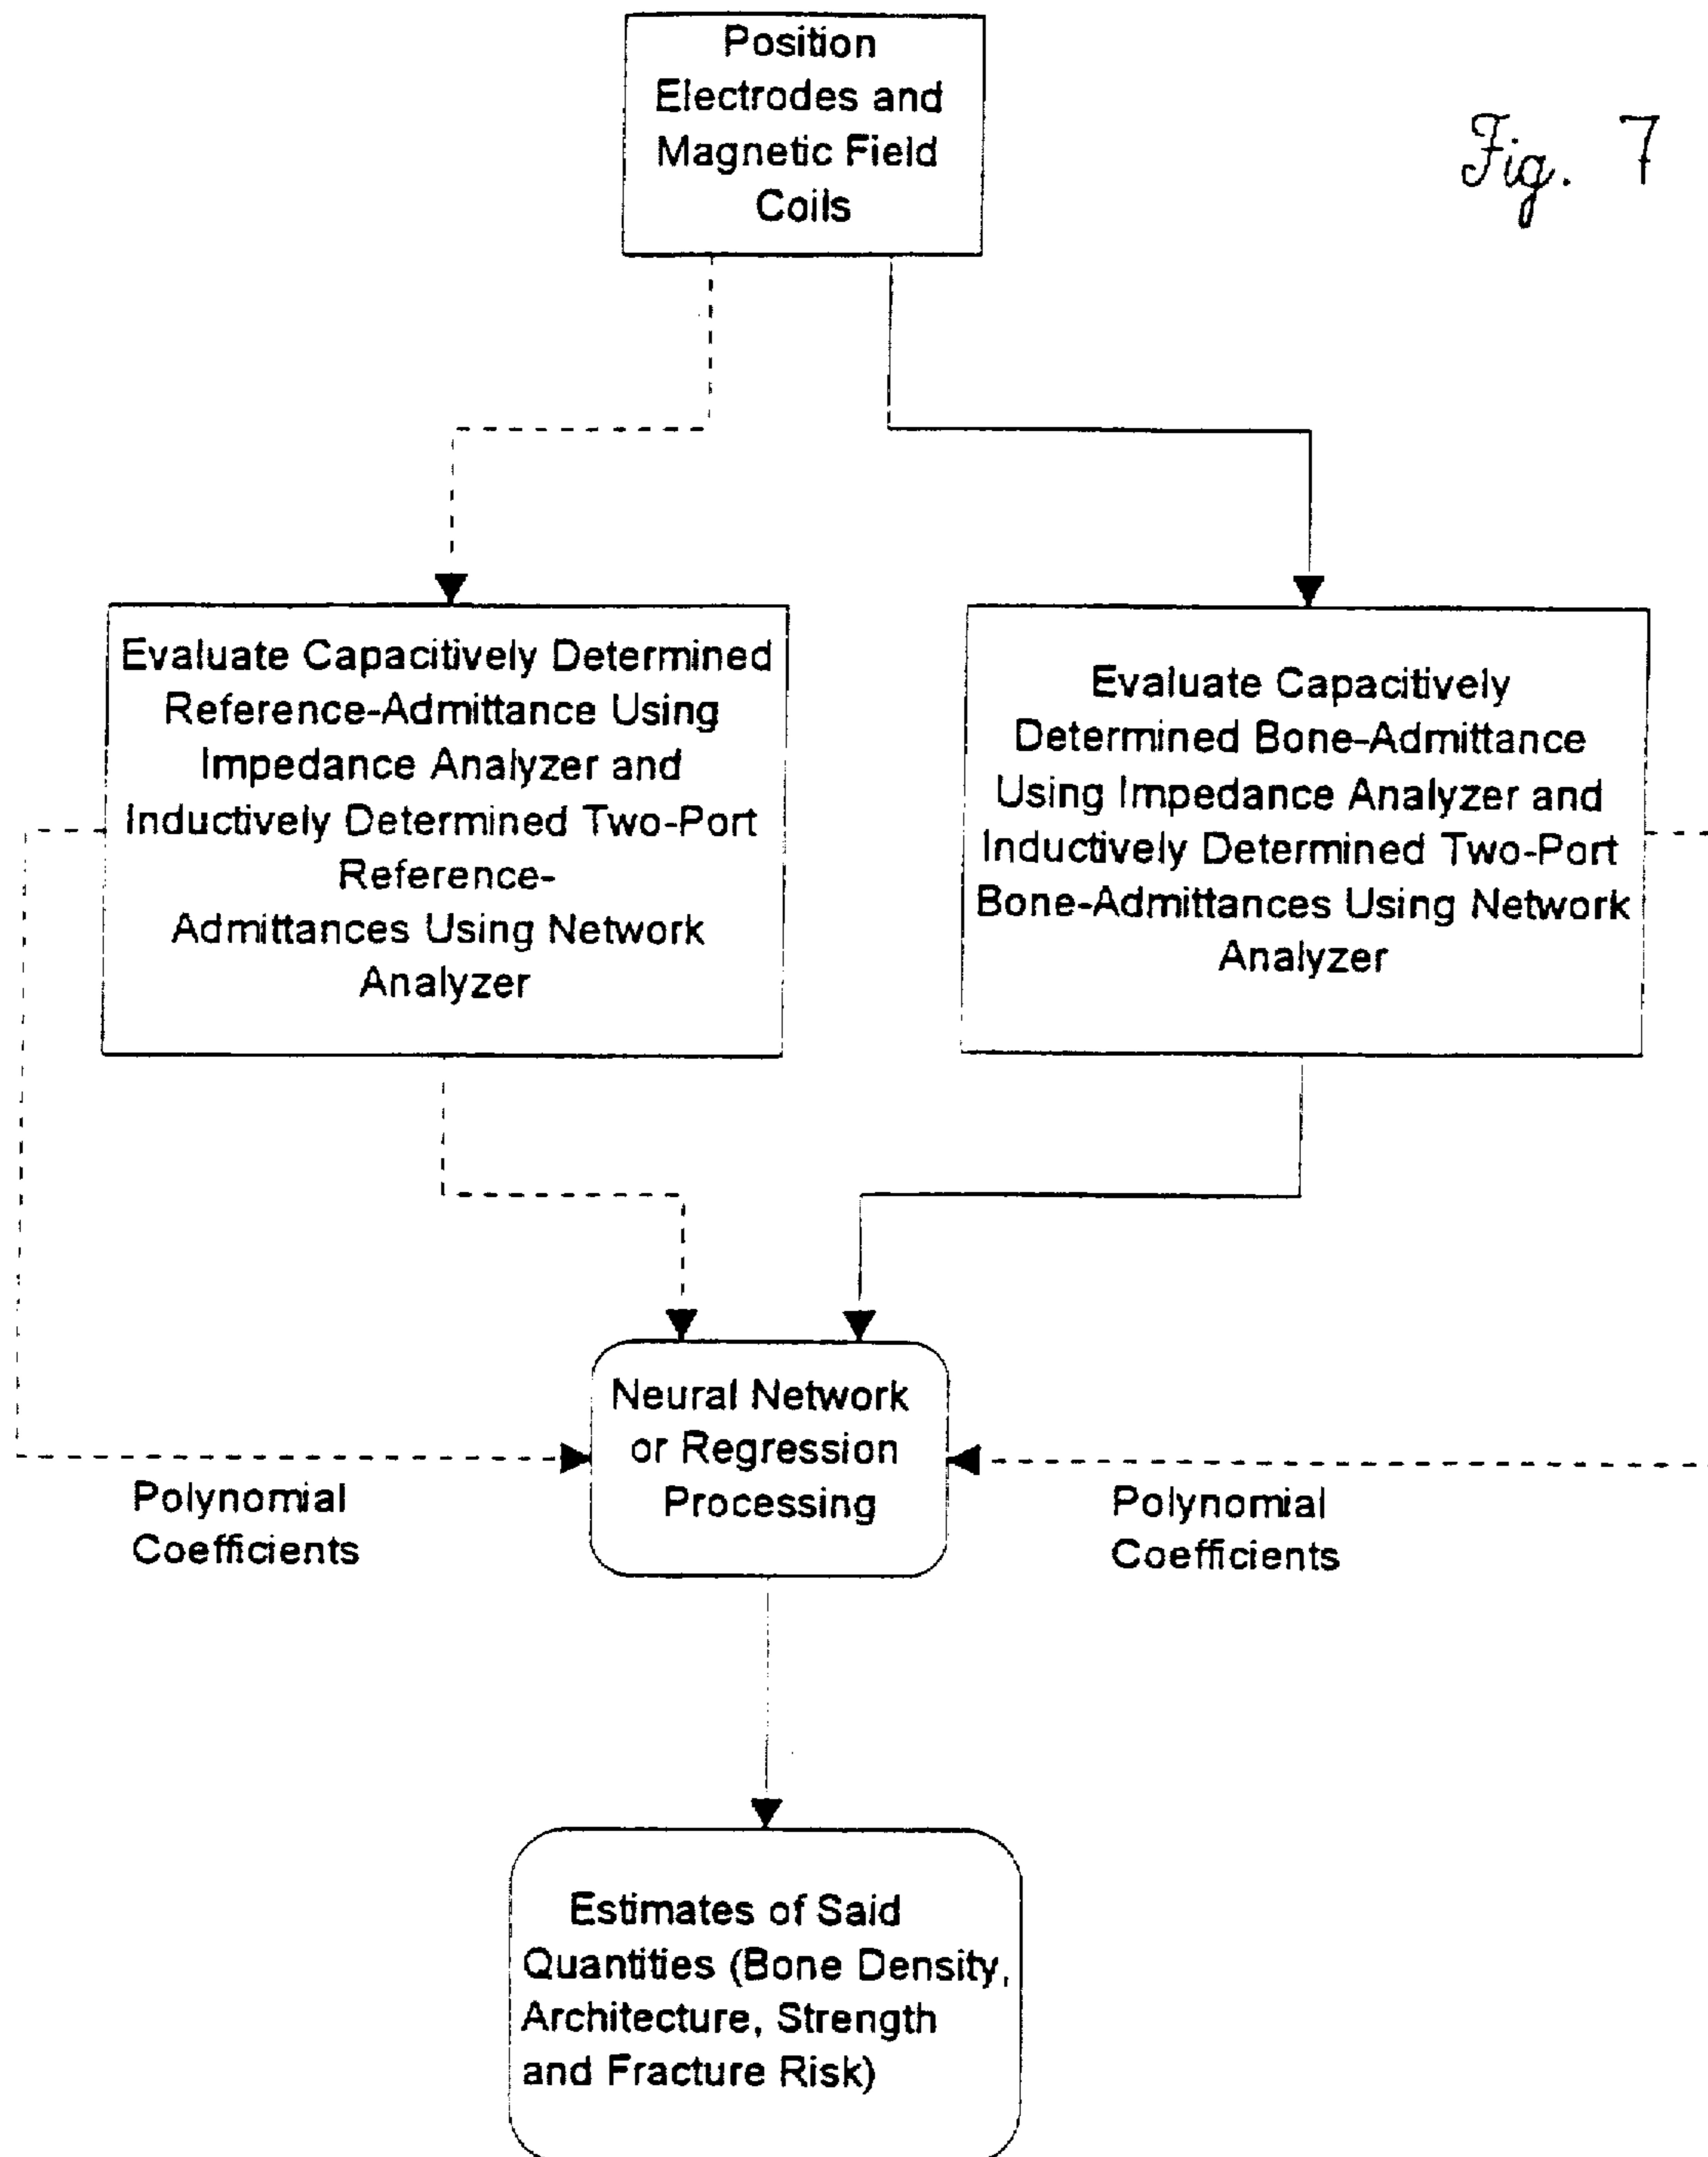 Position
Electrodes and
Magnetic Field
Coils
Fig. 7
Evaluate Capacitively Determined
Reference-Admittance Using
Impedance Analyzer and
Inductively Determined Two-Port
Reference-
Admittances Using Network
Analyzer
Evaluate Capacitively
Determined Bone-Admittance
Using Impedance Analyzer and
Inductively Determined Two-Port
Bone-Admittances Using Network
Analyzer
Neural Network
or Regression
Processing
Polynomial
Coefficients
Polynomial
Coefficients
Estimates of Said
Quantities (Bone Density,
Architecture, Strength
and Fracture Risk)